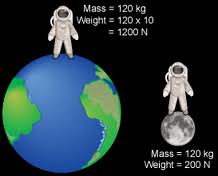 Mass = 120 kg
Weight = 120 x 10
= 1200 N
Mass = 120 kg
Weight = 200 N